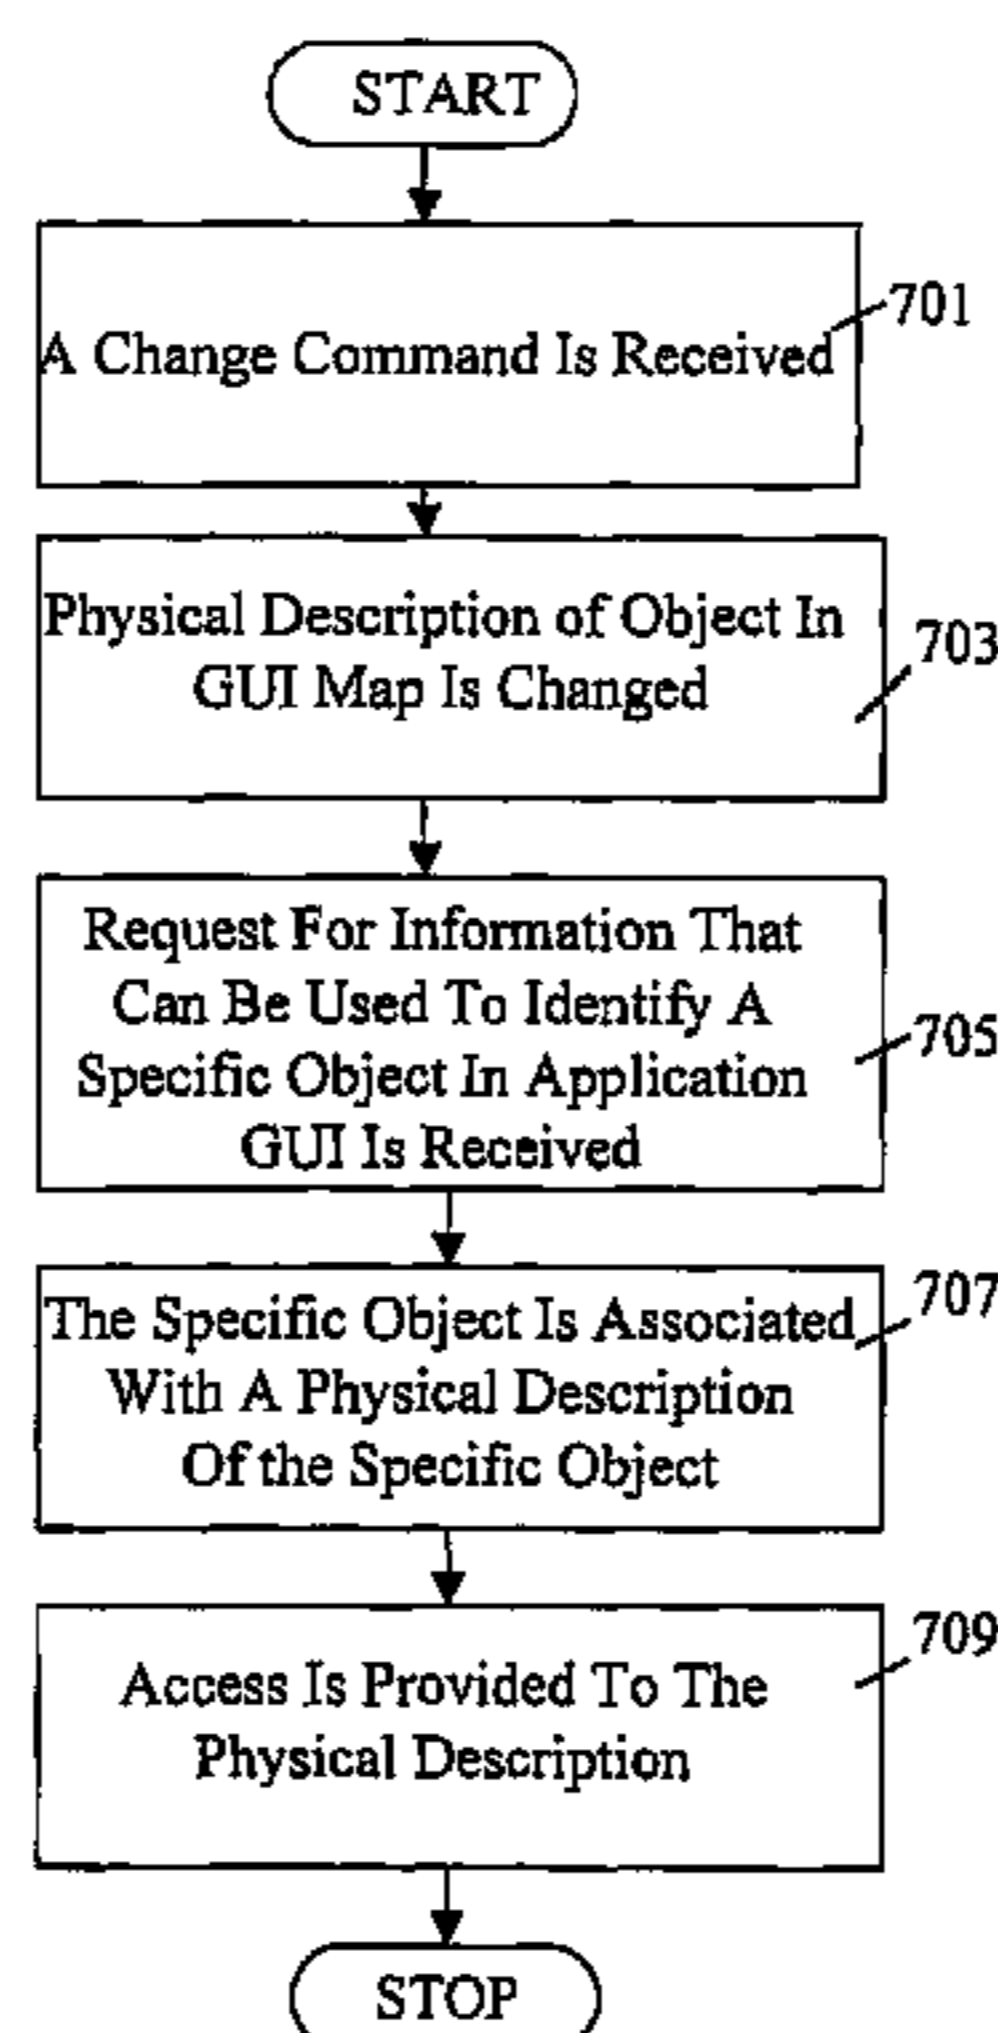 START
A Change Command Is Received
701
Physical Description of Object In
GUI Map Is Changed
703
Request For Information That
Can Be Used To Identify A
Specific Object In Application
GUI Is Received
705
The Specific Object Is Associated
With A Physical Description
Of the Specific Object
707
Access Is Provided To The
Physical Description
709
STOP